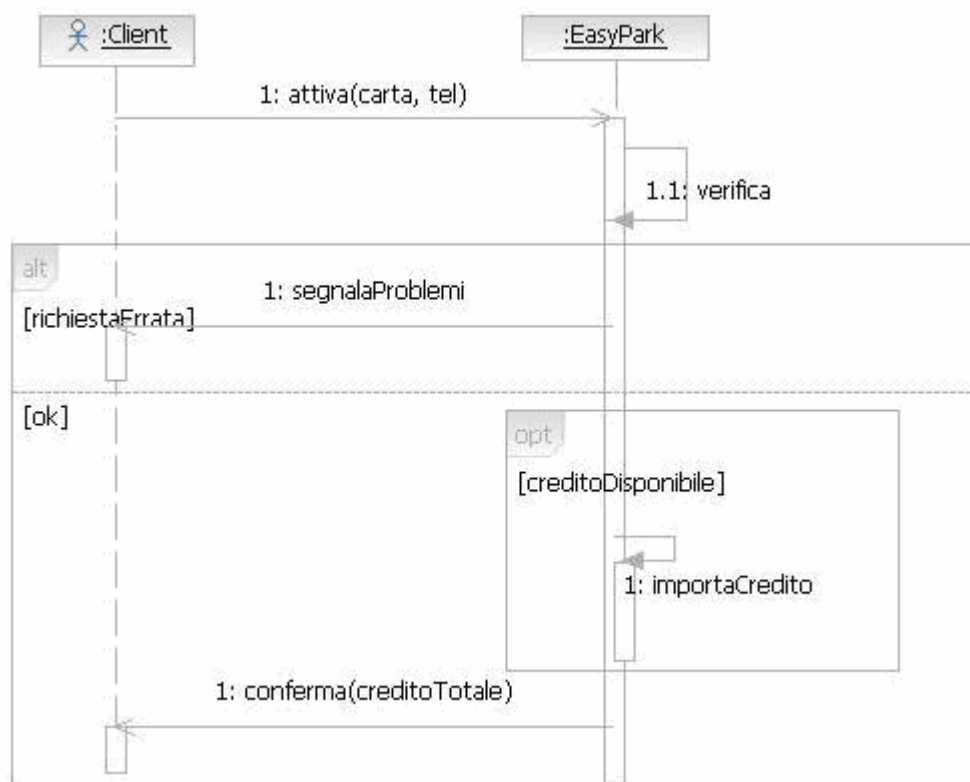 :Client
:EasyPark
1: attiva(carta, tel)
1.1: verifica
alt
1: segnalaProblemi
[richiestaErrata]
[ok]
opt
[creditoDisponibile]
1: importaCredito
1: conferma(creditoTotale)